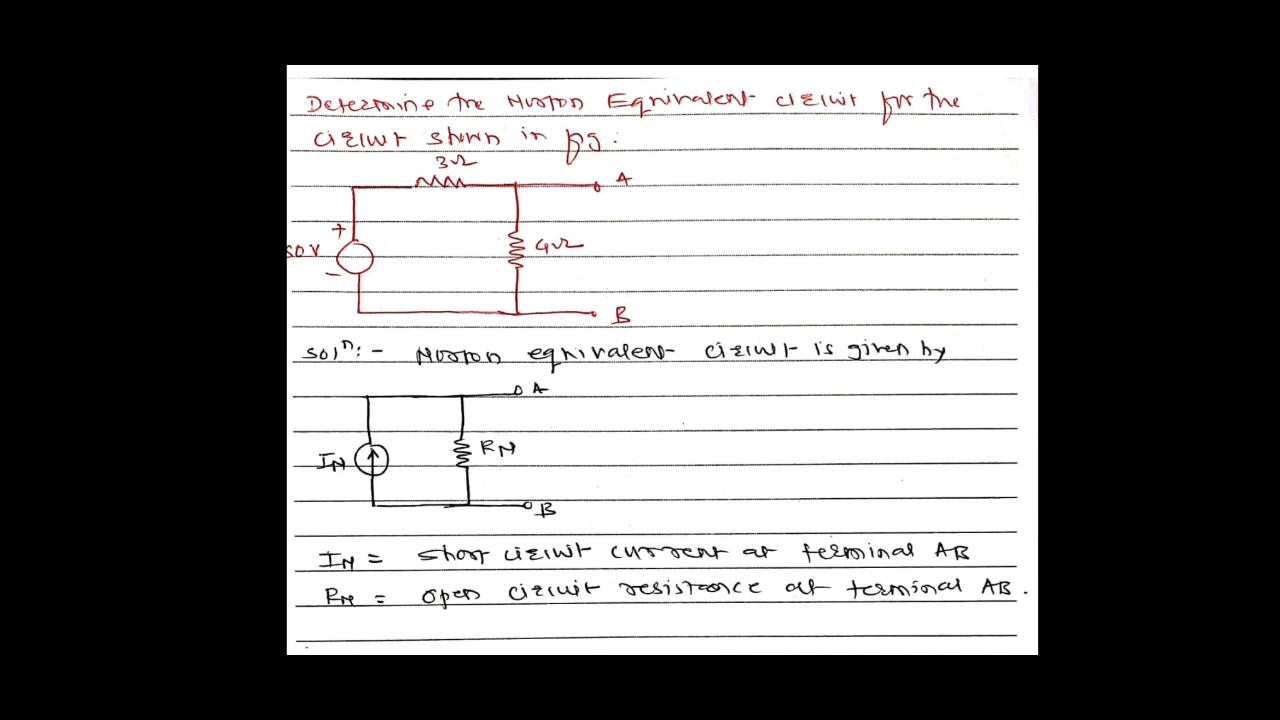 Determine the Norton Equivalent circuit for the
circuit shown in fig.
3Ω
A
+
50V
4Ω
-
B
Solⁿ:- Norton equivalent circuit is given by
A
IN
RN
B
IN = short circuit current at terminal AB
RN = open circuit resistance at terminal AB.